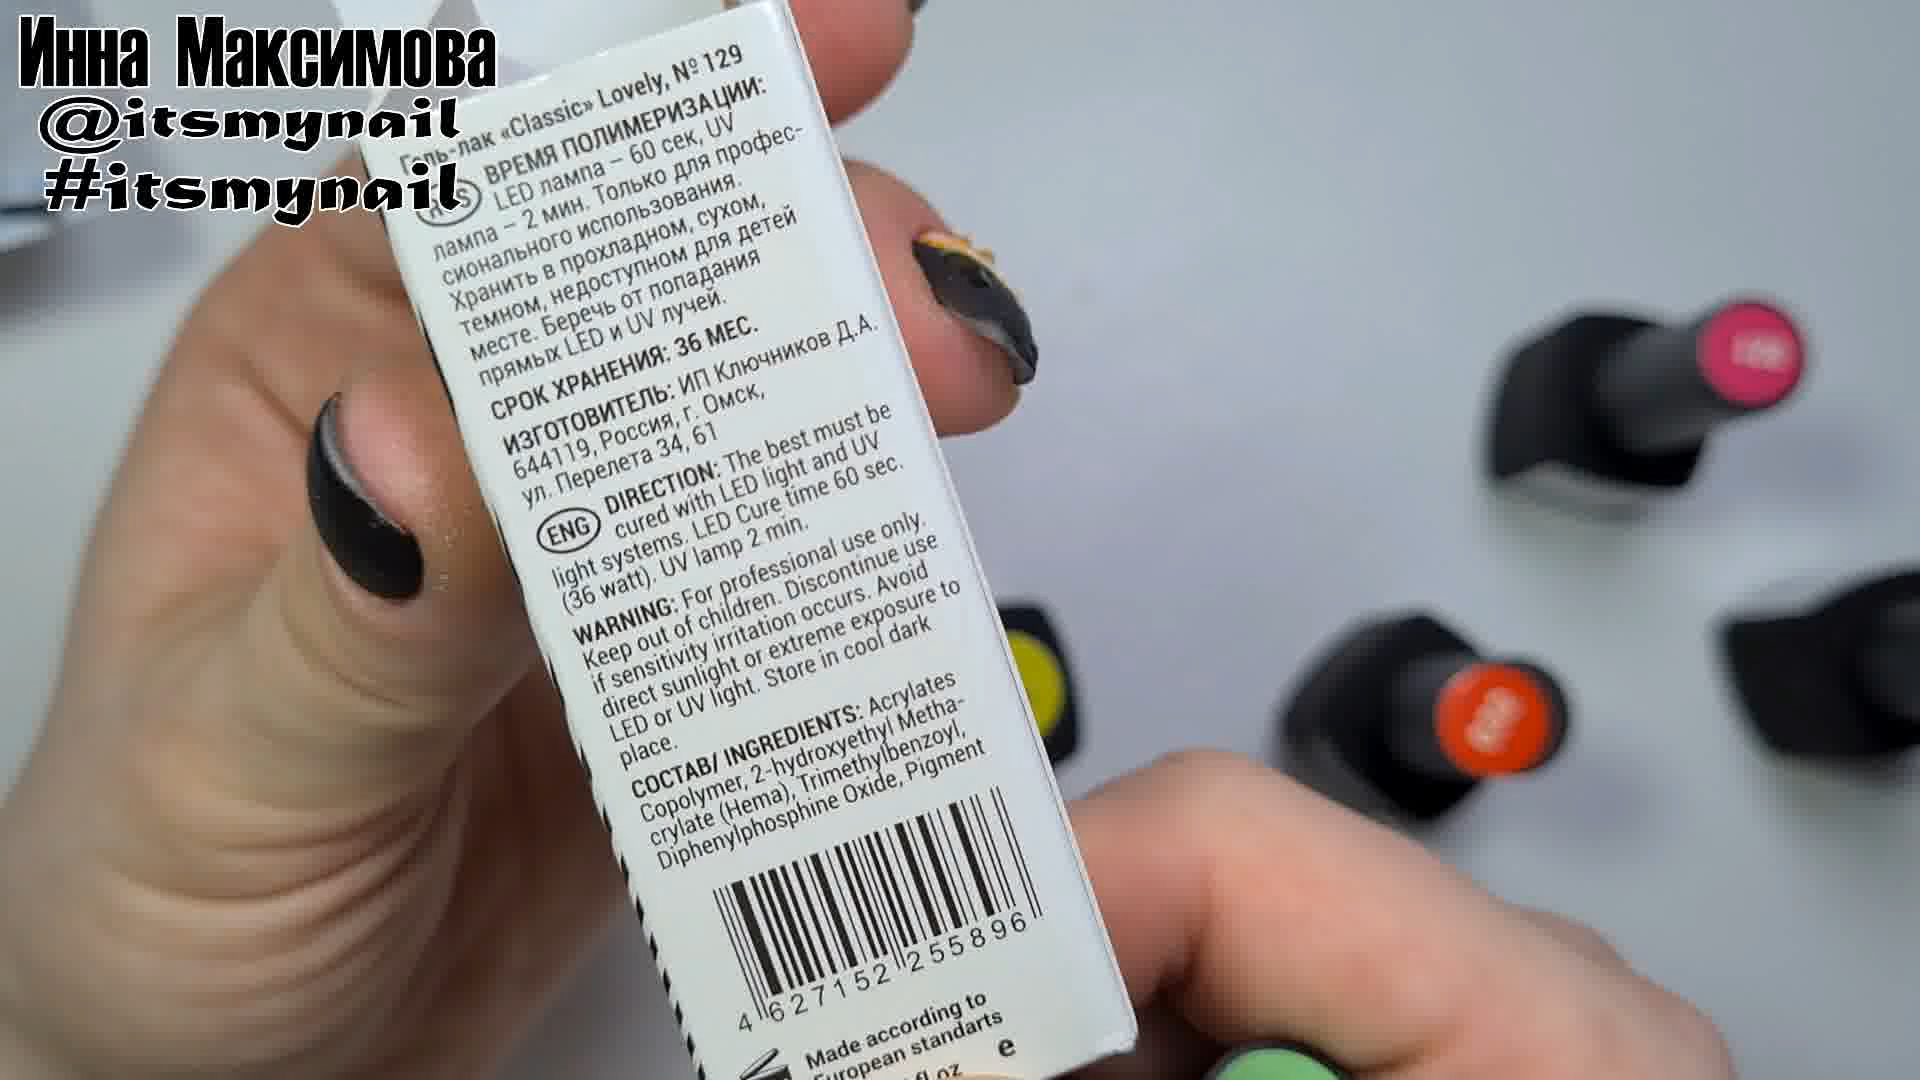 Инна Максимова
@itsmynail
#itsmynail
Гель-лак «Classic» Lovely, № 129
ВРЕМЯ ПОЛИМЕРИЗАЦИИ:
LED лампа – 60 сек, UV
лампа – 2 мин. Только для профес-
сионального использования.
Хранить в прохладном, сухом,
темном, недоступном для детей
месте. Беречь от попадания
прямых LED и UV лучей.
СРОК ХРАНЕНИЯ: 36 МЕС.
ИЗГОТОВИТЕЛЬ: ИП Ключников Д.А.
644119, Россия, г. Омск,
ул. Перелета 34, 61
ENG DIRECTION: The best must be
cured with LED light and UV
light systems. LED Cure time 60 sec.
(36 watt). UV lamp 2 min.
WARNING: For professional use only.
Keep out of children. Discontinue use
if sensitivity irritation occurs. Avoid
direct sunlight or extreme exposure to
LED or UV light. Store in cool dark
place.
СОСТАВ/ INGREDIENTS: Acrylates
Copolymer, 2-hydroxyethyl Metha-
crylate (Hema), Trimethylbenzoyl,
Diphenylphosphine Oxide, Pigment
4 627152 255896
Made according to
European standarts
e
fl oz